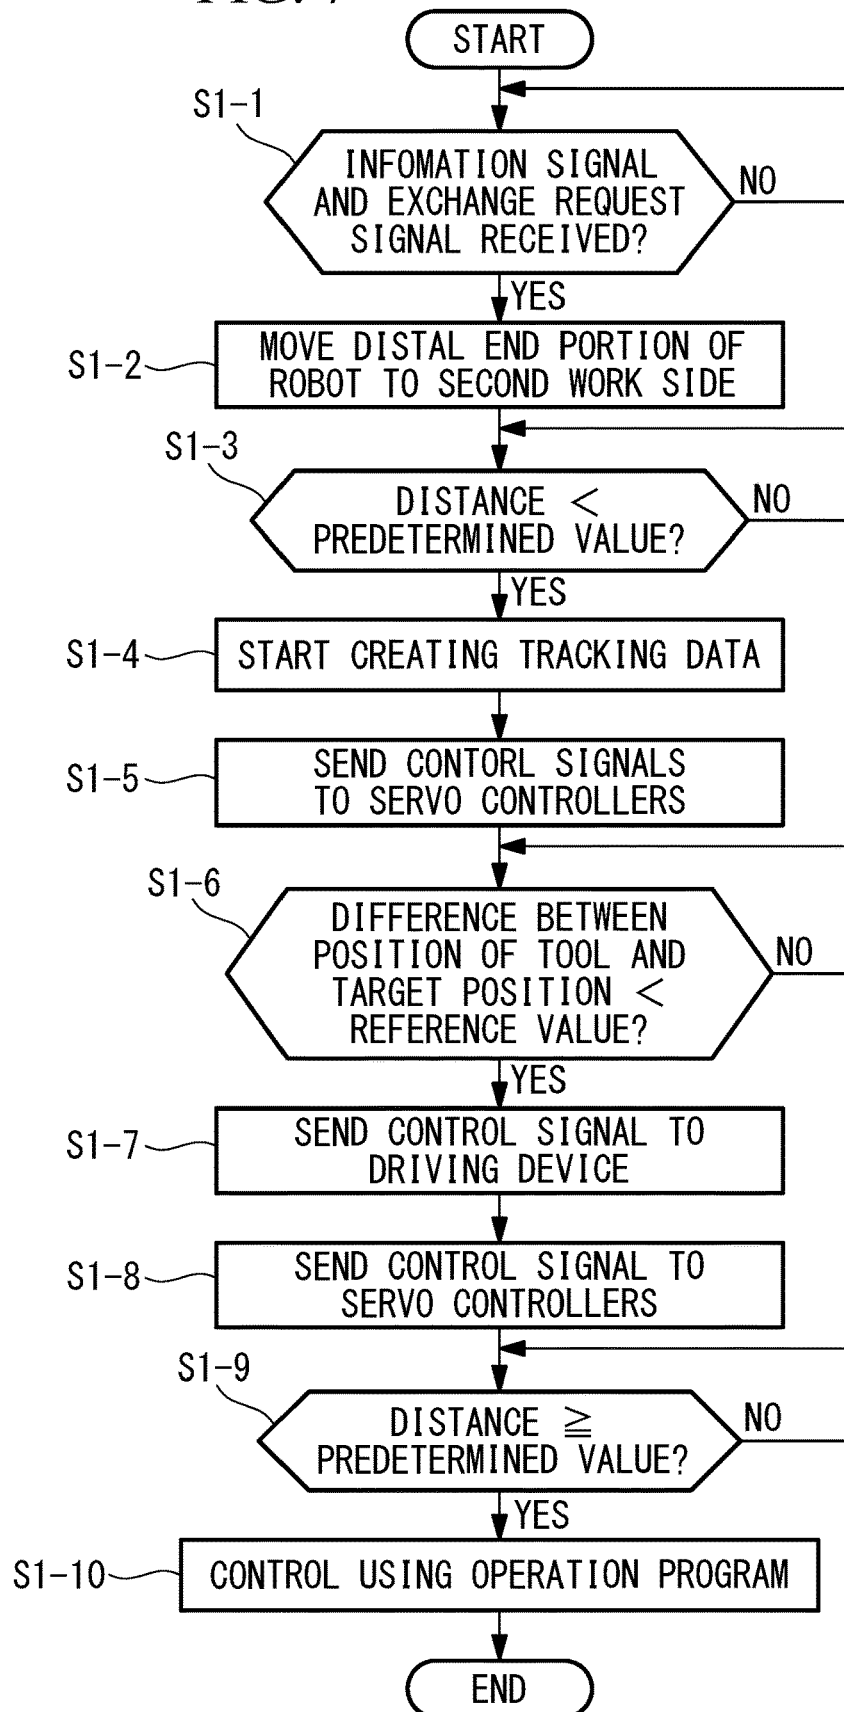 START
S1-1
INFOMATION SIGNAL
AND EXCHANGE REQUEST
SIGNAL RECEIVED?
NO
YES
S1-2
MOVE DISTAL END PORTION OF
ROBOT TO SECOND WORK SIDE
S1-3
DISTANCE <
PREDETERMINED VALUE?
NO
YES
S1-4
START CREATING TRACKING DATA
S1-5
SEND CONTORL SIGNALS
TO SERVO CONTROLLERS
S1-6
DIFFERENCE BETWEEN
POSITION OF TOOL AND
TARGET POSITION <
REFERENCE VALUE?
NO
YES
S1-7
SEND CONTROL SIGNAL TO
DRIVING DEVICE
S1-8
SEND CONTROL SIGNAL TO
SERVO CONTROLLERS
S1-9
DISTANCE ≧
PREDETERMINED VALUE?
NO
YES
S1-10
CONTROL USING OPERATION PROGRAM
END